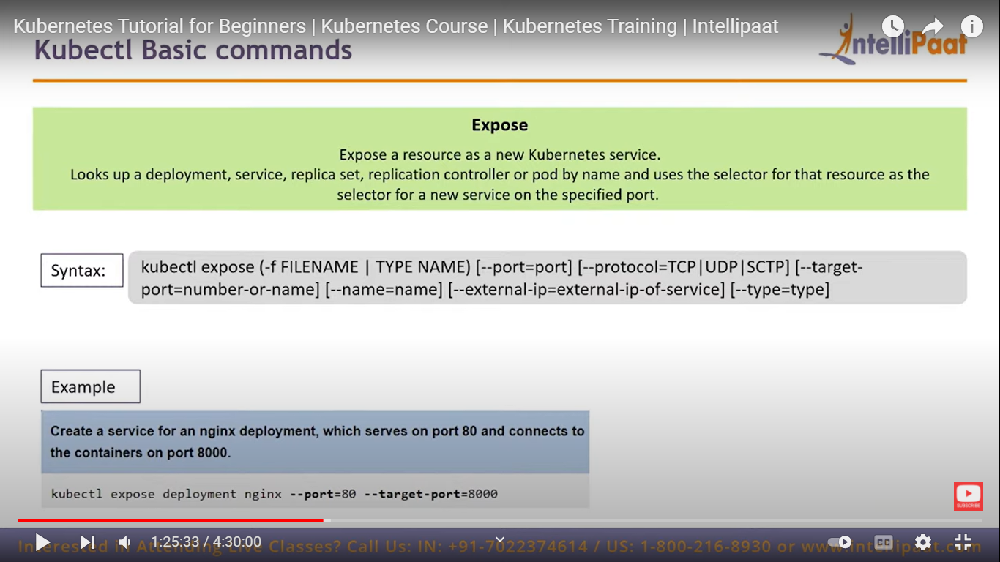 Kubernetes Tutorial for Beginners | Kubernetes Course | Kubernetes Training | Intellipaat
Kubectl Basic commands
IntelliPaat
Expose
Expose a resource as a new Kubernetes service.
Looks up a deployment, service, replica set, replication controller or pod by name and uses the selector for that resource as the
selector for a new service on the specified port.
Syntax:
kubectl expose (-f FILENAME | TYPE NAME) [--port=port] [--protocol=TCP|UDP|SCTP] [--target-
port=number-or-name] [--name=name] [--external-ip=external-ip-of-service] [--type=type]
Example
Create a service for an nginx deployment, which serves on port 80 and connects to
the containers on port 8000.
kubectl expose deployment nginx --port=80 --target-port=8000
SUBSCRIBE
1:25:33 / 4:30:00
CC
Interested in Attending Live Classes? Call Us: IN: +91-7022374614 / US: 1-800-216-8930 or www.intellipaat.com